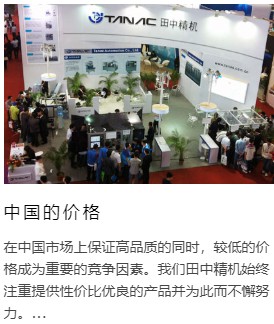 TANAC 田中精机
中国的价格
在中国市场上保证高品质的同时，较低的价
格成为重要的竞争因素。我们田中精机始终
注重提供性价比优良的产品并为此而不懈努
力。...